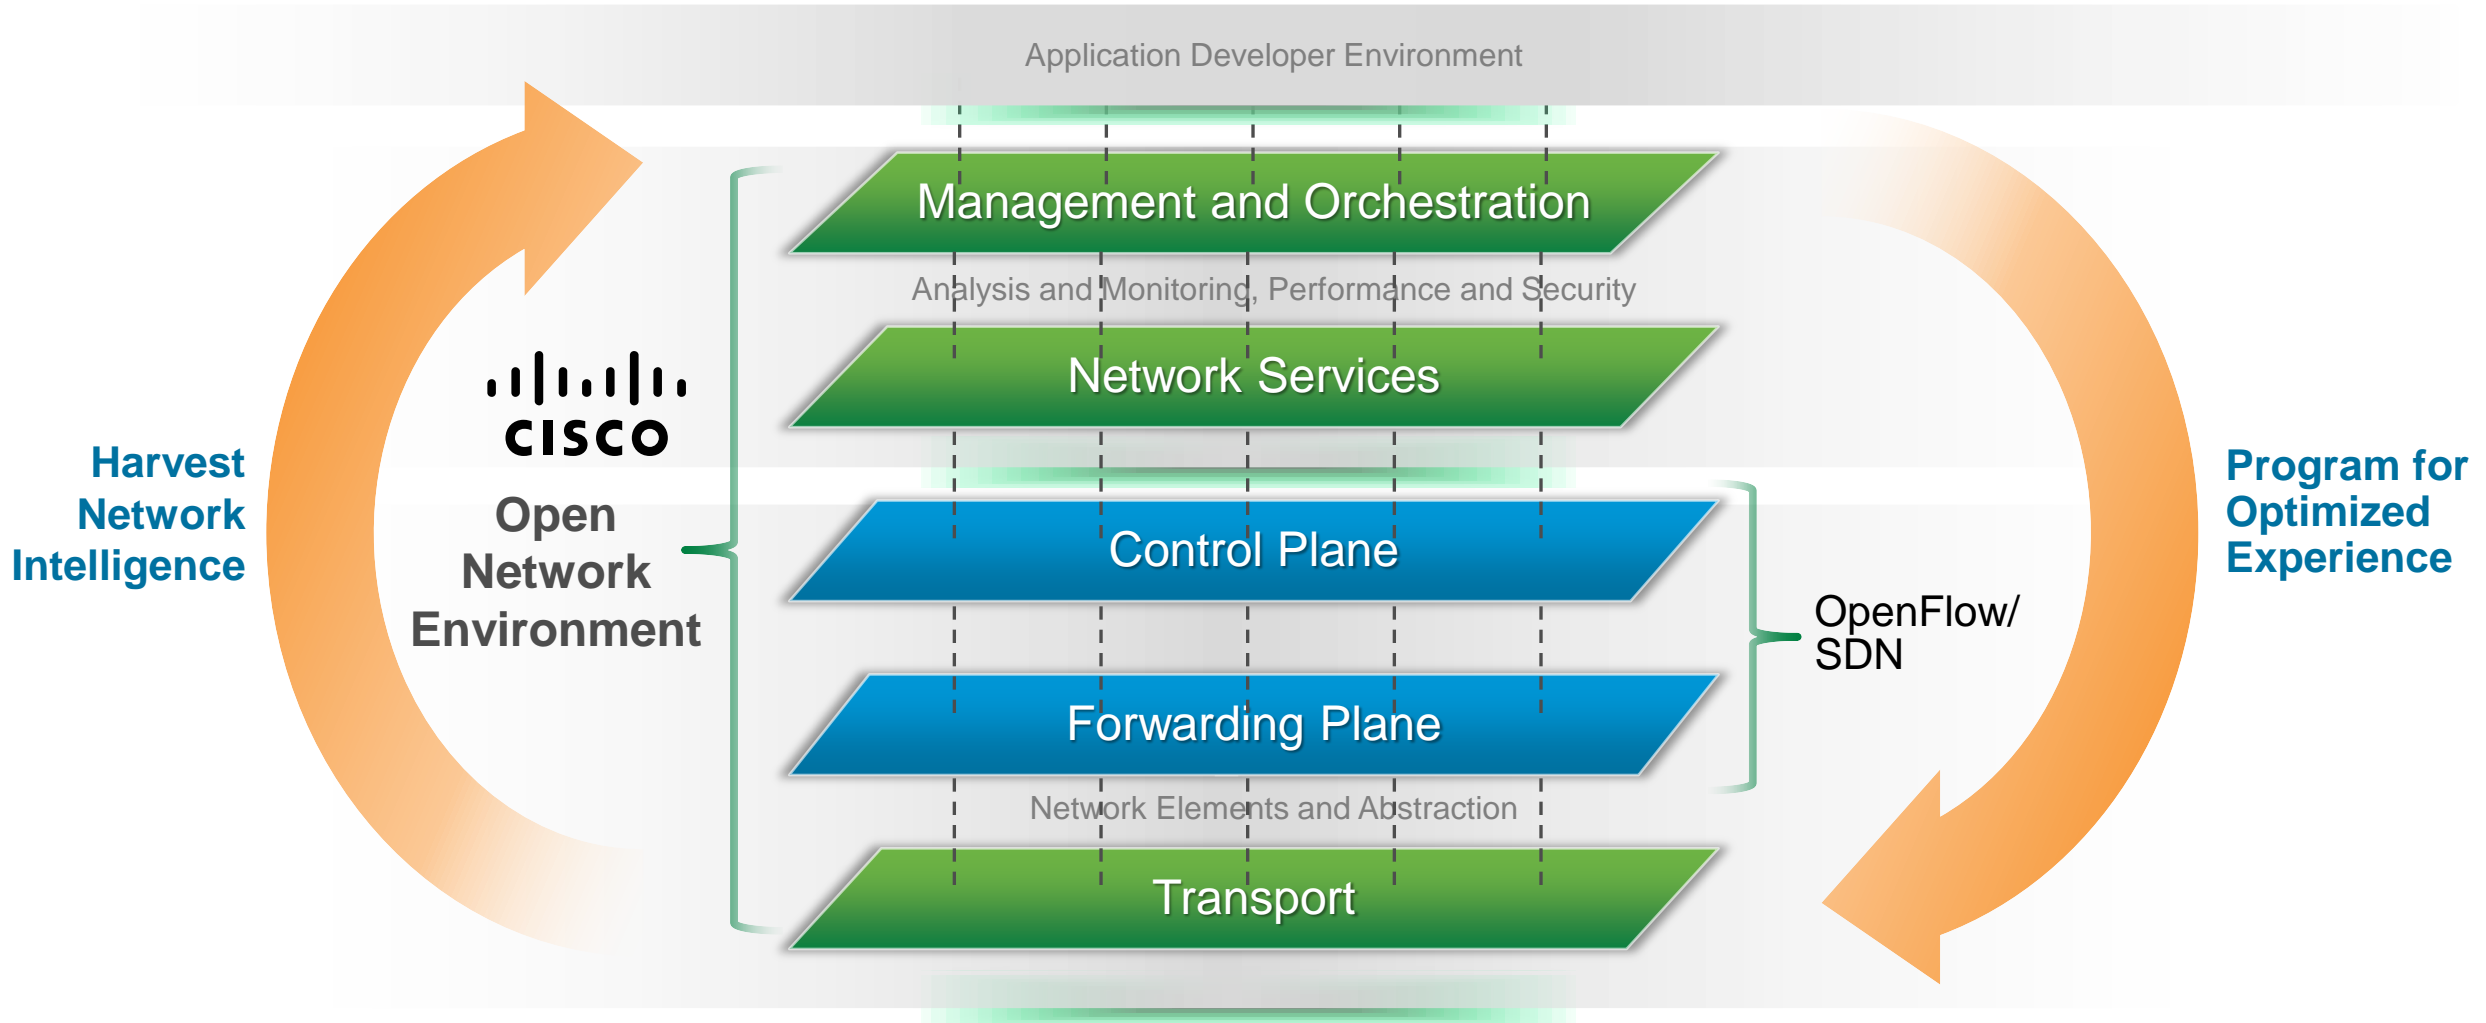 Application Developer Environment
Management and Orchestration
Analysis and Monitoring, Performance and Security
Network Services
CISCO
Open
Network
Environment
Harvest
Network
Intelligence
Control Plane
Forwarding Plane
OpenFlow/
SDN
Program for
Optimized
Experience
Network Elements and Abstraction
Transport